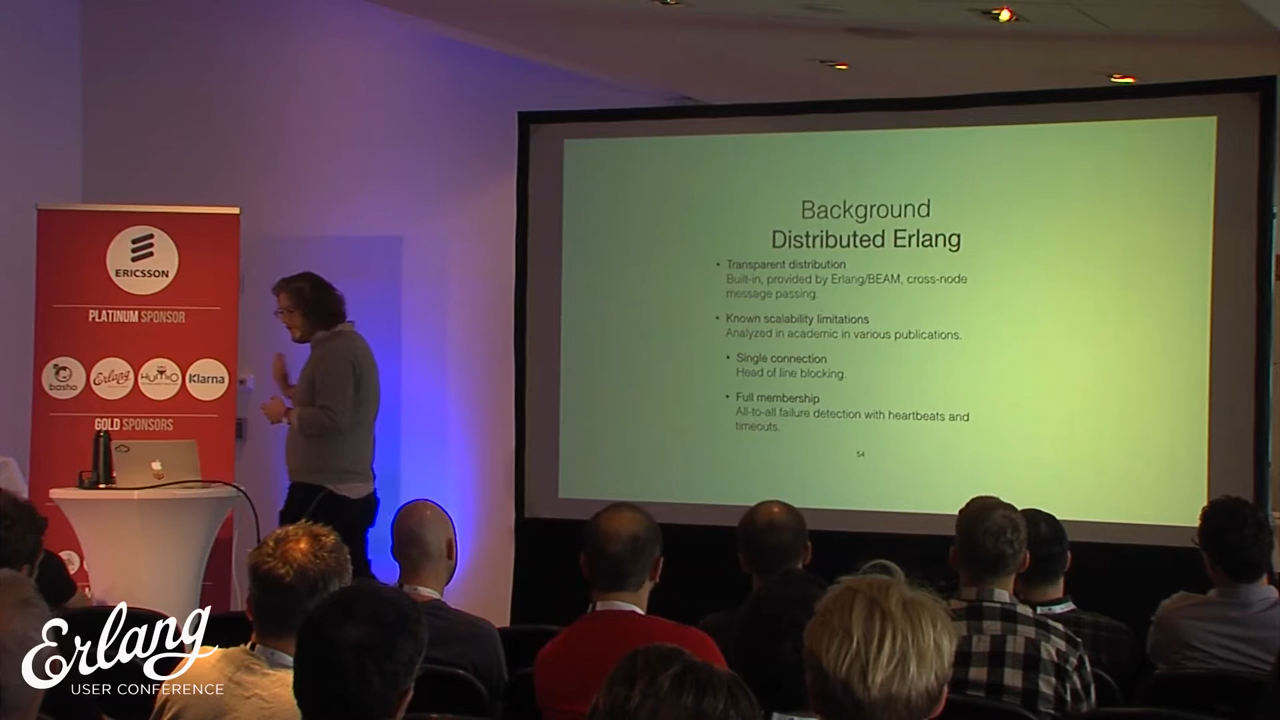 ERICSSON
PLATINUM SPONSOR
basho
Erlang
HUMIO
Klarna
GOLD SPONSORS
Background
Distributed Erlang
• Transparent distribution
Built-in, provided by Erlang/BEAM, cross-node
message passing.
• Known scalability limitations
Analyzed in academic in various publications.
• Single connection
Head of line blocking.
• Full membership
All-to-all failure detection with heartbeats and
timeouts.
54
Erlang
USER CONFERENCE